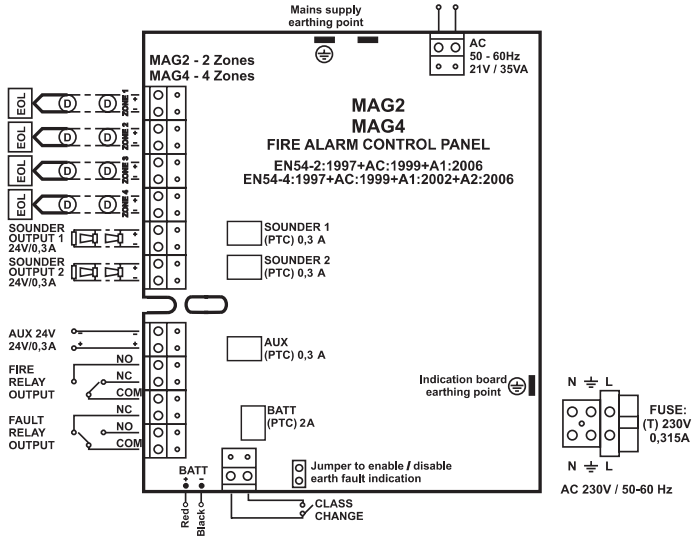 Mains supply
earthing point
AC
50 - 60Hz
21V / 35VA
MAG2 - 2 Zones
MAG4 - 4 Zones
MAG2
MAG4
FIRE ALARM CONTROL PANEL
EN54-2:1997+AC:1999+A1:2006
EN54-4:1997+AC:1999+A1:2002+A2:2006
EOL D D ZONE 1 + -
EOL D D ZONE 2 + -
EOL D D ZONE 3 + -
EOL D D ZONE 4 + -
SOUNDER
OUTPUT 1
24V/0,3A
+ -
SOUNDER
OUTPUT 2
24V/0,3A
+ -
SOUNDER 1
(PTC) 0,3 A
SOUNDER 2
(PTC) 0,3 A
AUX 24V - -
24V/0,3A + +
AUX
(PTC) 0,3 A
FIRE
RELAY
OUTPUT
NO
NC
COM
FAULT
RELAY
OUTPUT
NC
NO
COM
BATT
(PTC) 2A
Indication board
earthing point
BATT
+ -
Red
Black
Jumper to enable / disable
earth fault indication
CLASS
CHANGE
N L
FUSE:
(T) 230V
0,315A
N L
AC 230V / 50-60 Hz